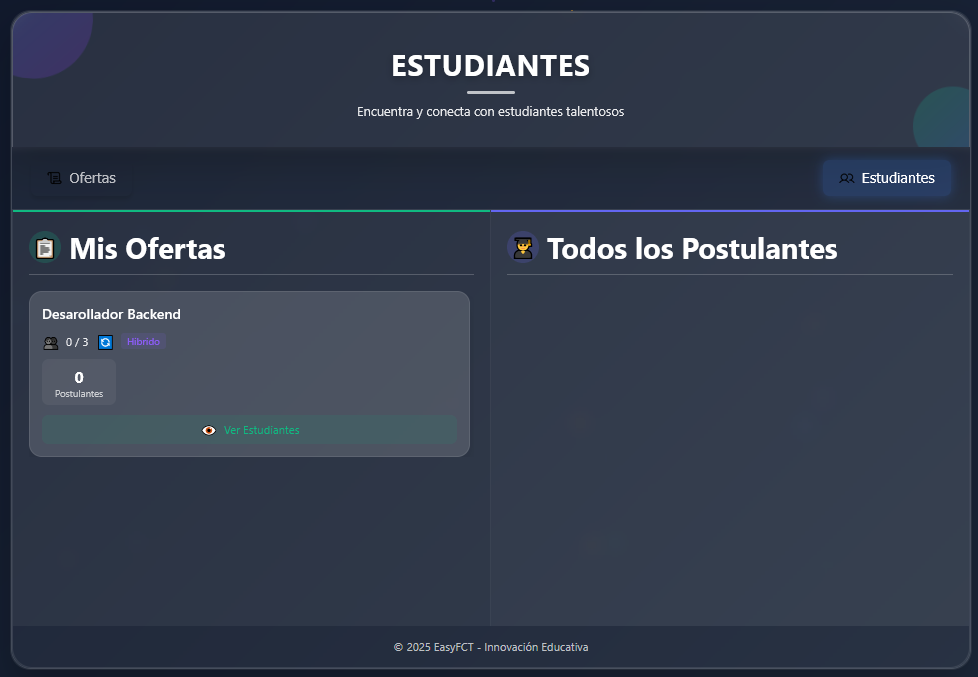 ESTUDIANTES
Encuentra y conecta con estudiantes talentosos
Ofertas
Estudiantes
Mis Ofertas
Desarollador Backend
0 / 3 Híbrido
0
Postulantes
Ver Estudiantes
Todos los Postulantes
© 2025 EasyFCT - Innovación Educativa